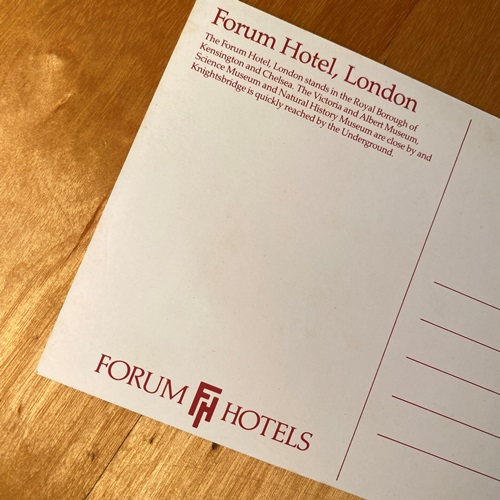 Forum Hotel, London
The Forum Hotel, London stands in the Royal Borough of
Kensington and Chelsea. The Victoria and Albert Museum,
Science Museum and Natural History Museum are close by and
Knightsbridge is quickly reached by the Underground.
FORUM FH HOTELS